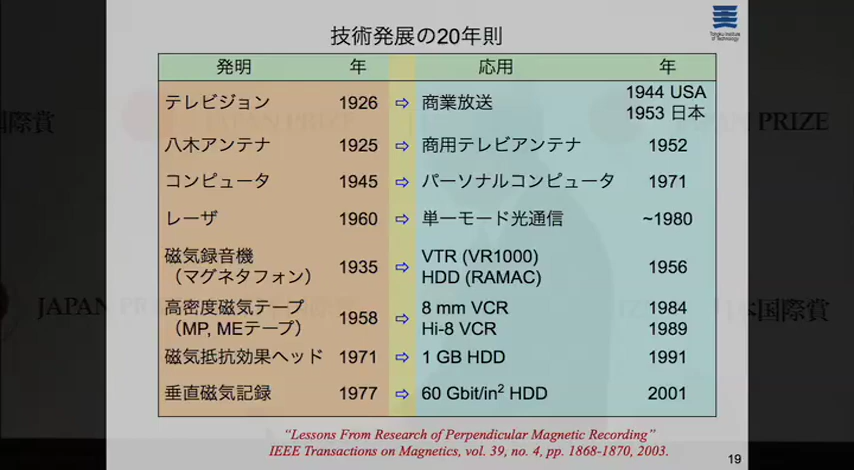 技術発展の20年則
Tohoku Institute
of Technology
発明 年 応用 年
テレビジョン 1926 ⇨ 商業放送 1944 USA
1953 日本
八木アンテナ 1925 ⇨ 商用テレビアンテナ 1952
コンピュータ 1945 ⇨ パーソナルコンピュータ 1971
レーザ 1960 ⇨ 単一モード光通信 ~1980
磁気録音機
(マグネタフォン) 1935 ⇨ VTR (VR1000)
HDD (RAMAC) 1956
高密度磁気テープ
(MP, MEテープ) 1958 ⇨ 8 mm VCR 1984
Hi-8 VCR 1989
磁気抵抗効果ヘッド 1971 ⇨ 1 GB HDD 1991
垂直磁気記録 1977 ⇨ 60 Gbit/in² HDD 2001
“Lessons From Research of Perpendicular Magnetic Recording”
IEEE Transactions on Magnetics, vol. 39, no. 4, pp. 1868-1870, 2003.
19
国際賞
JAPAN PRIZE
JAPAN PR
国際賞